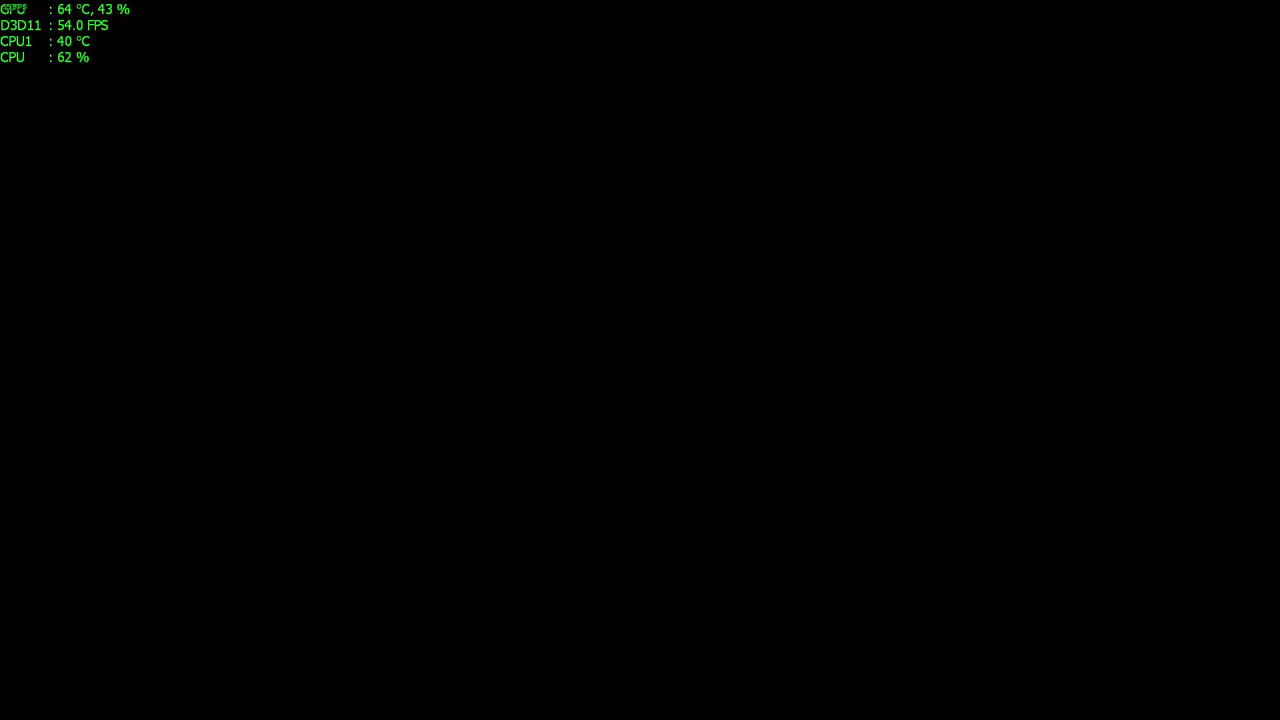 GPU : 64 °C, 43 %
D3D11 : 54.0 FPS
CPU1 : 40 °C
CPU : 62 %